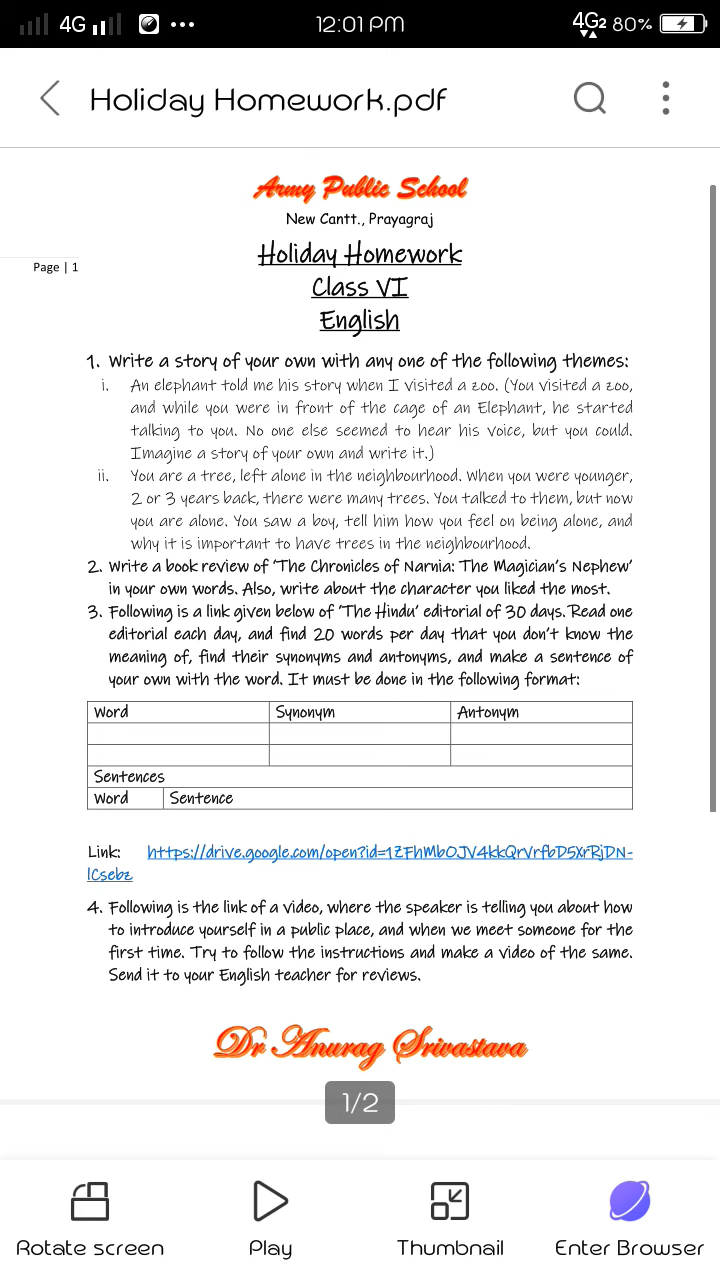 4G
12:01 PM
4G2 80%
Holiday Homework.pdf
Army Public School
New Cantt., Prayagraj
Holiday Homework
Page | 1
Class VI
English
1. Write a story of your own with any one of the following themes:
i. An elephant told me his story when I visited a zoo. (You visited a zoo,
and while you were in front of the cage of an Elephant, he started
talking to you. No one else seemed to hear his voice, but you could.
Imagine a story of your own and write it.)
ii. You are a tree, left alone in the neighbourhood. When you were younger,
2 or 3 years back, there were many trees. You talked to them, but now
you are alone. You saw a boy, tell him how you feel on being alone, and
why it is important to have trees in the neighbourhood.
2. Write a book review of ‘The Chronicles of Narnia: The Magician’s Nephew’
in your own words. Also, write about the character you liked the most.
3. Following is a link given below of ‘The Hindu’ editorial of 30 days. Read one
editorial each day, and find 20 words per day that you don’t know the
meaning of, find their synonyms and antonyms, and make a sentence of
your own with the word. It must be done in the following format:
Word Synonym Antonym
Sentences
Word Sentence
Link: https://drive.google.com/open?id=1ZFhMbOJV4kkQrVrfbD5XrRjDN-
lCsebz
4. Following is the link of a video, where the speaker is telling you about how
to introduce yourself in a public place, and when we meet someone for the
first time. Try to follow the instructions and make a video of the same.
Send it to your English teacher for reviews.
Dr Anurag Srivastava
1/2
Rotate screen Play Thumbnail Enter Browser